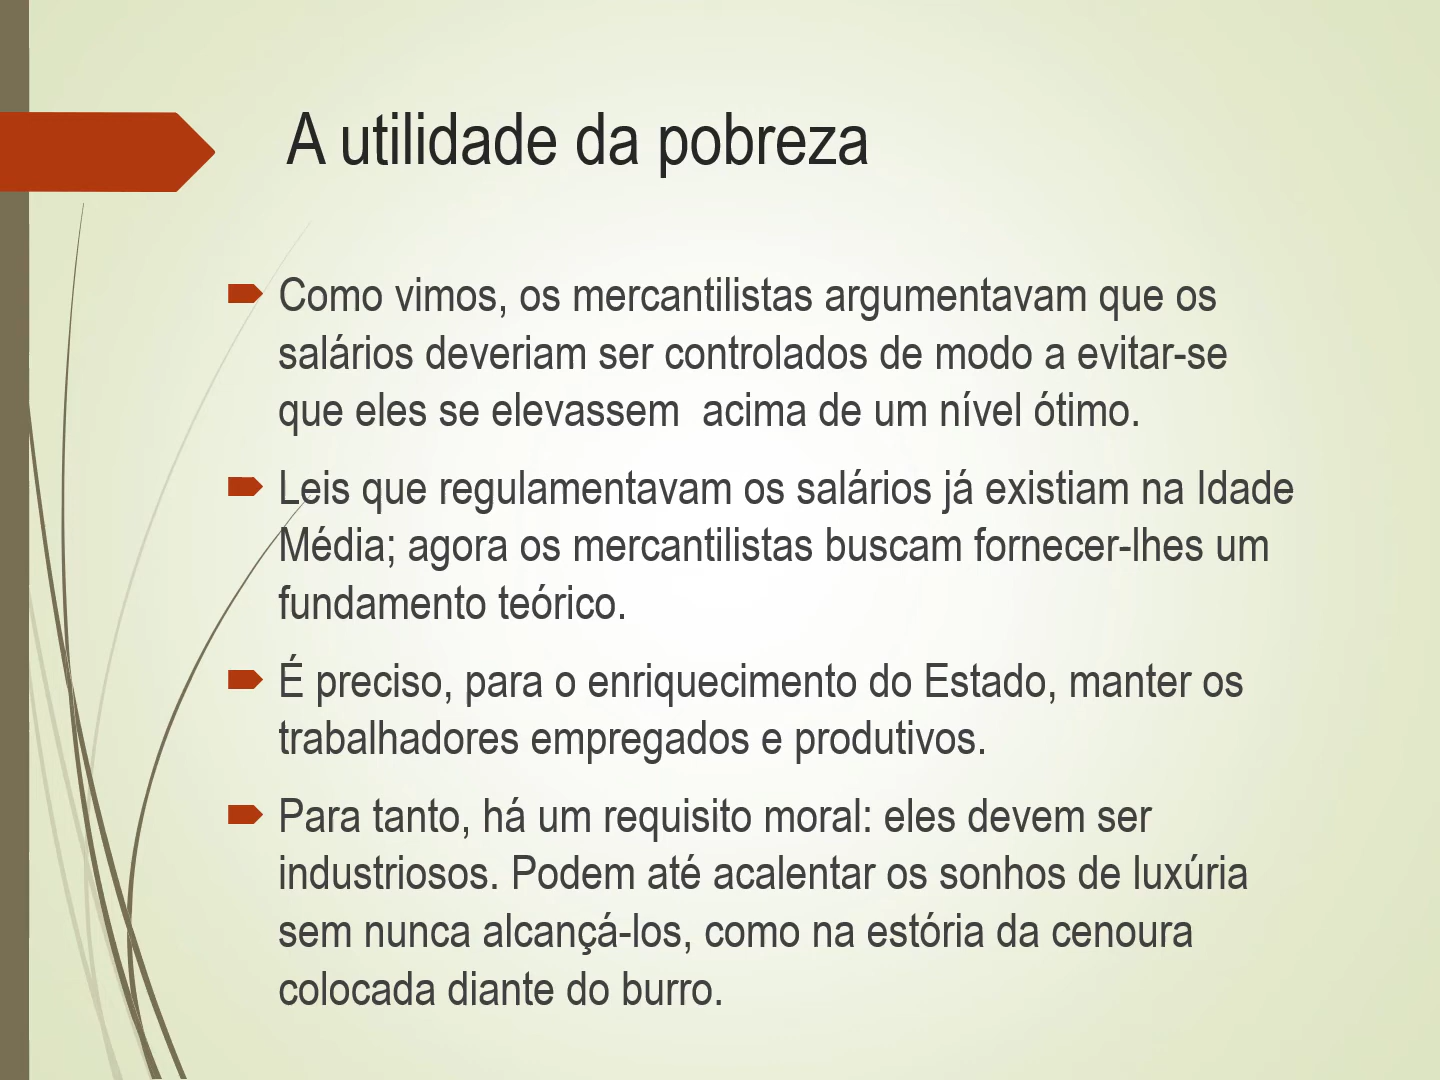 A utilidade da pobreza
Como vimos, os mercantilistas argumentavam que os
salários deveriam ser controlados de modo a evitar-se
que eles se elevassem  acima de um nível ótimo.
Leis que regulamentavam os salários já existiam na Idade
Média; agora os mercantilistas buscam fornecer-lhes um
fundamento teórico.
É preciso, para o enriquecimento do Estado, manter os
trabalhadores empregados e produtivos.
Para tanto, há um requisito moral: eles devem ser
industriosos. Podem até acalentar os sonhos de luxúria
sem nunca alcançá-los, como na estória da cenoura
colocada diante do burro.